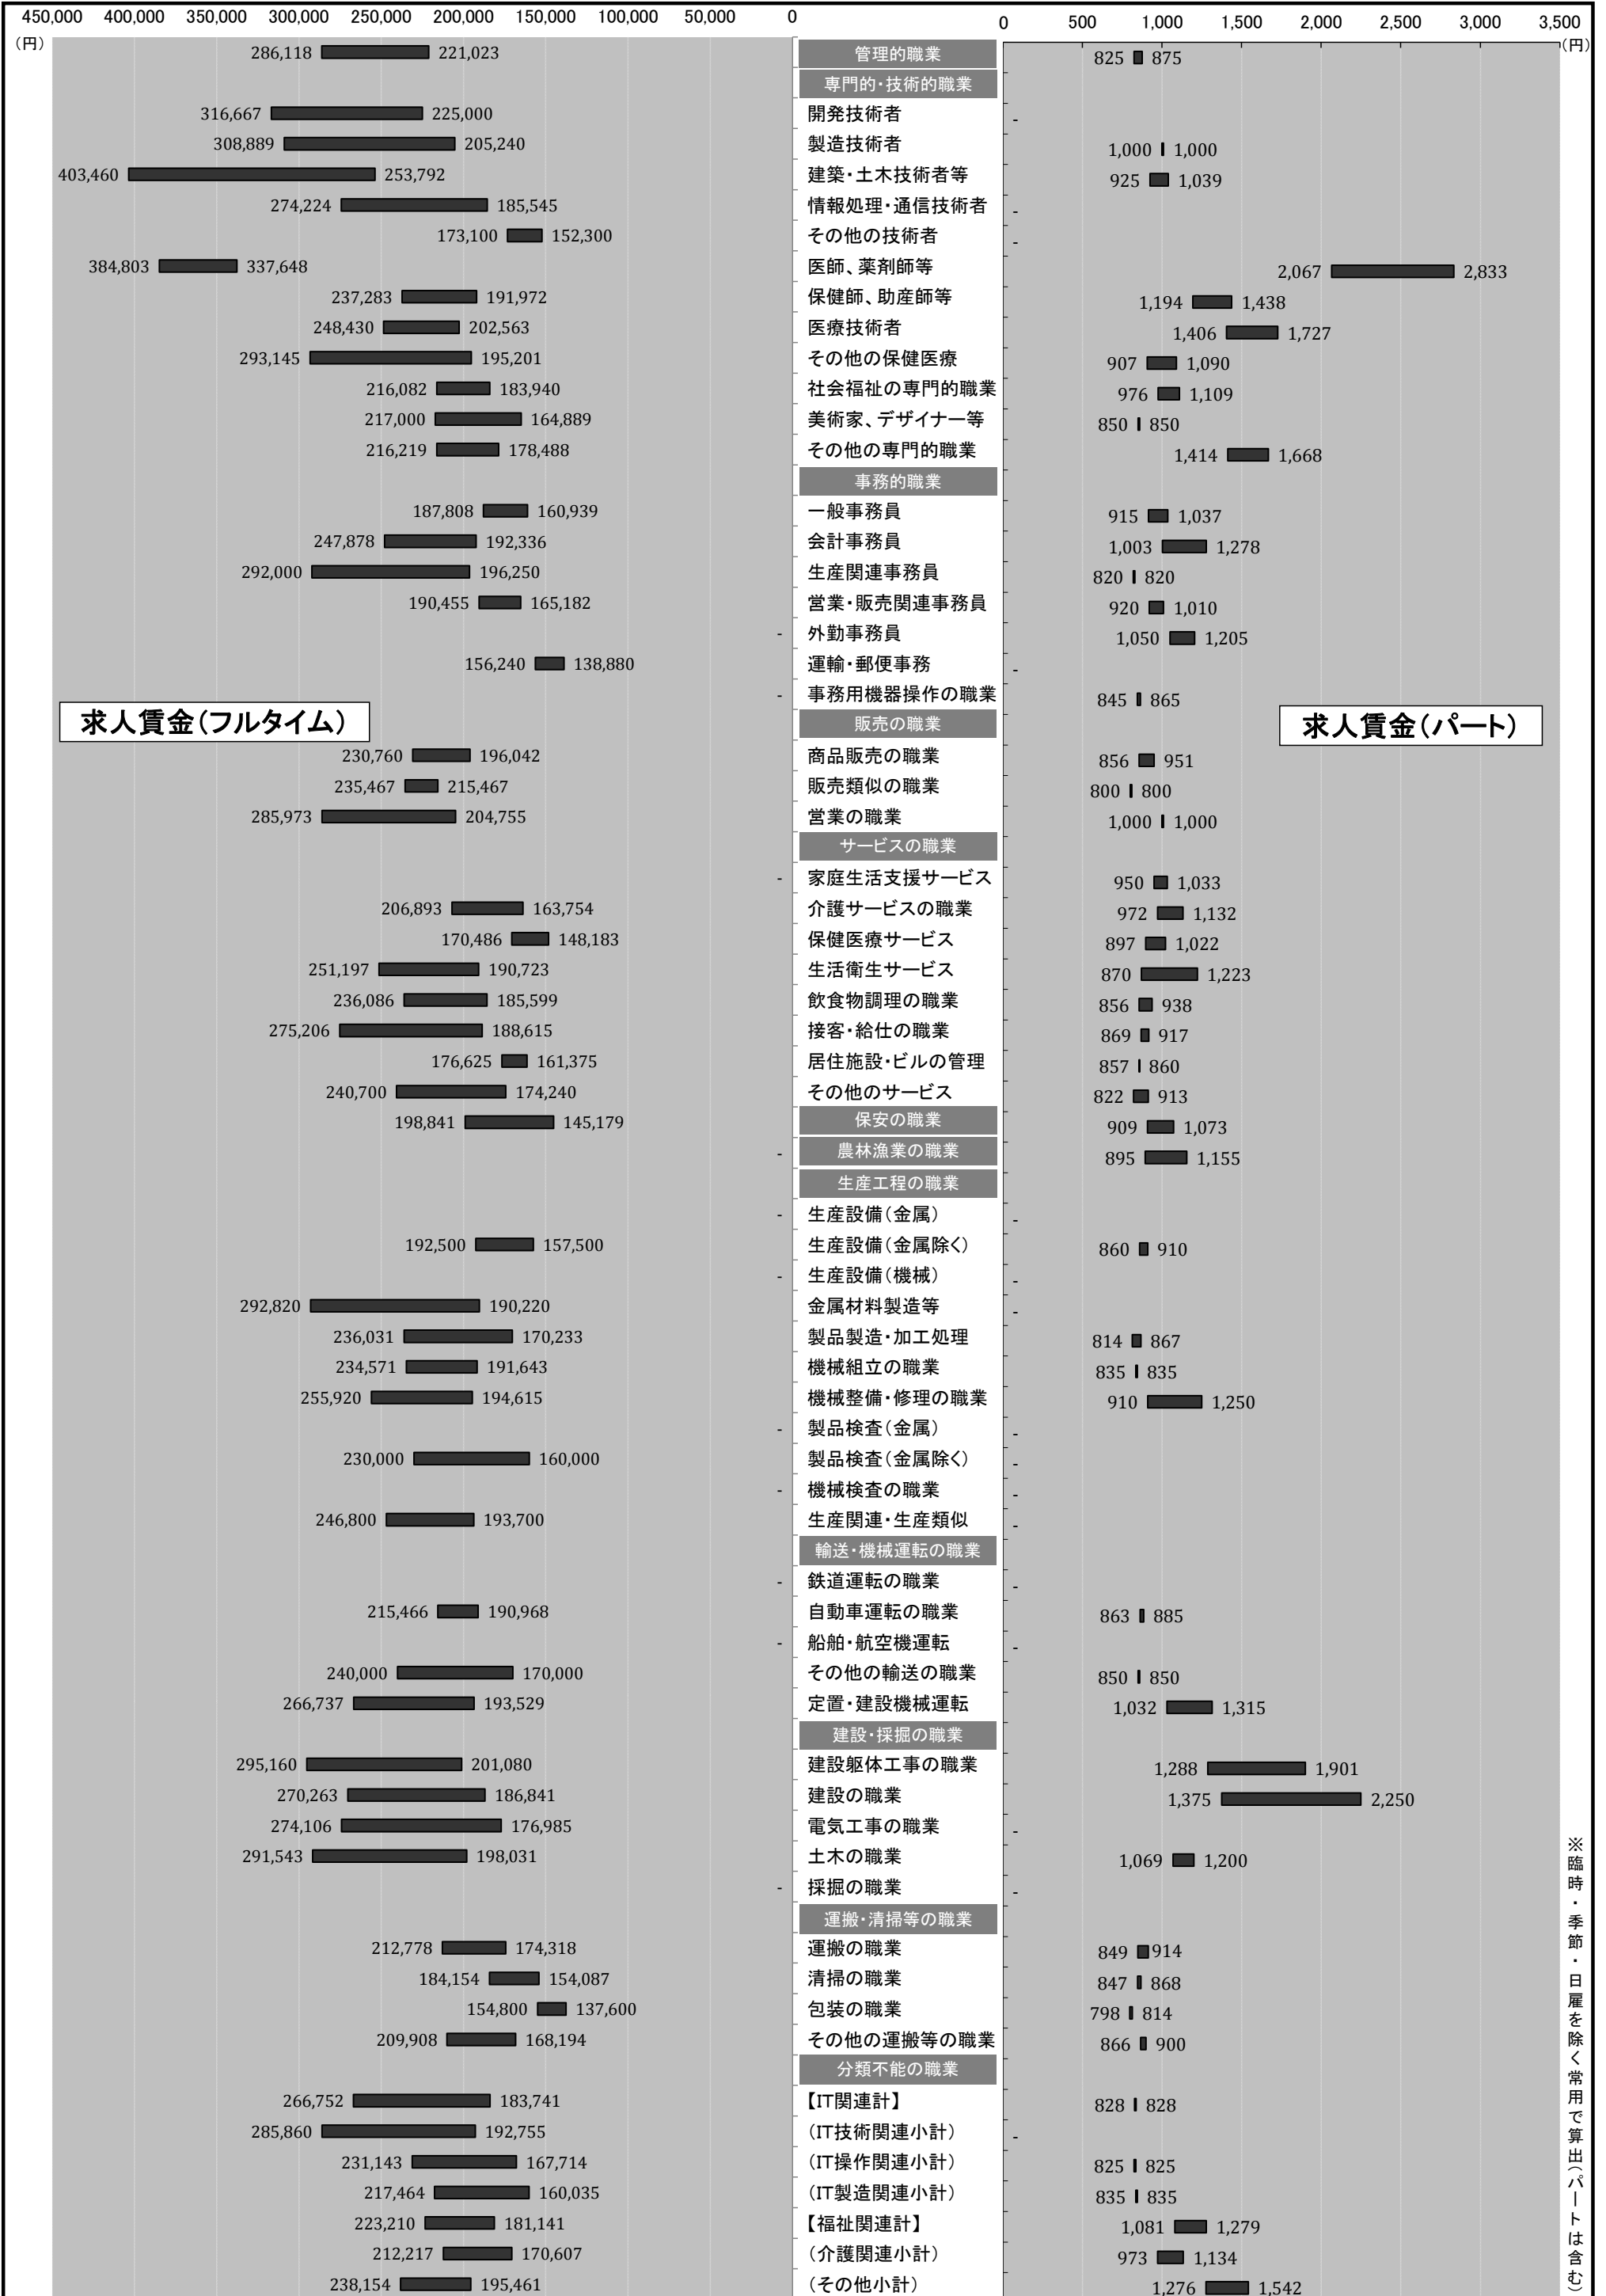 450,000 400,000 350,000 300,000 250,000 200,000 150,000 100,000 50,000 0 0 500 1,000 1,500 2,000 2,500 3,000 3,500
（円） （円）
286,118 221,023 管理的職業 825 875
専門的・技術的職業
316,667 225,000 開発技術者 -
308,889 205,240 製造技術者 1,000 1,000
403,460 253,792 建築・土木技術者等 925 1,039
274,224 185,545 情報処理・通信技術者 -
173,100 152,300 その他の技術者 -
384,803 337,648 医師、薬剤師等 2,067 2,833
237,283 191,972 保健師、助産師等 1,194 1,438
248,430 202,563 医療技術者 1,406 1,727
293,145 195,201 その他の保健医療 907 1,090
216,082 183,940 社会福祉の専門的職業 976 1,109
217,000 164,889 美術家、デザイナー等 850 850
216,219 178,488 その他の専門的職業 1,414 1,668
事務的職業
187,808 160,939 一般事務員 915 1,037
247,878 192,336 会計事務員 1,003 1,278
292,000 196,250 生産関連事務員 820 820
190,455 165,182 営業・販売関連事務員 920 1,010
- 外勤事務員 1,050 1,205
156,240 138,880 運輸・郵便事務 -
- 事務用機器操作の職業 845 865
求人賃金（フルタイム） 販売の職業 求人賃金（パート）
230,760 196,042 商品販売の職業 856 951
235,467 215,467 販売類似の職業 800 800
285,973 204,755 営業の職業 1,000 1,000
サービスの職業
- 家庭生活支援サービス 950 1,033
206,893 163,754 介護サービスの職業 972 1,132
170,486 148,183 保健医療サービス 897 1,022
251,197 190,723 生活衛生サービス 870 1,223
236,086 185,599 飲食物調理の職業 856 938
275,206 188,615 接客・給仕の職業 869 917
176,625 161,375 居住施設・ビルの管理 857 860
240,700 174,240 その他のサービス 822 913
198,841 145,179 保安の職業 909 1,073
- 農林漁業の職業 895 1,155
生産工程の職業
- 生産設備（金属） -
192,500 157,500 生産設備（金属除く） 860 910
- 生産設備（機械） -
292,820 190,220 金属材料製造等 -
236,031 170,233 製品製造・加工処理 814 867
234,571 191,643 機械組立の職業 835 835
255,920 194,615 機械整備・修理の職業 910 1,250
- 製品検査（金属） -
230,000 160,000 製品検査（金属除く） -
- 機械検査の職業 -
246,800 193,700 生産関連・生産類似 -
輸送・機械運転の職業
- 鉄道運転の職業 -
215,466 190,968 自動車運転の職業 863 885
- 船舶・航空機運転 -
240,000 170,000 その他の輸送の職業 850 850
266,737 193,529 定置・建設機械運転 1,032 1,315
建設・採掘の職業
295,160 201,080 建設躯体工事の職業 1,288 1,901
270,263 186,841 建設の職業 1,375 2,250
274,106 176,985 電気工事の職業 -
291,543 198,031 土木の職業 1,069 1,200
- 採掘の職業 -
運搬・清掃等の職業
212,778 174,318 運搬の職業 849 914
184,154 154,087 清掃の職業 847 868
154,800 137,600 包装の職業 798 814
209,908 168,194 その他の運搬等の職業 866 900
分類不能の職業
266,752 183,741 【IT関連計】 828 828
285,860 192,755 （IT技術関連小計） -
231,143 167,714 （IT操作関連小計） 825 825
217,464 160,035 （IT製造関連小計） 835 835
223,210 181,141 【福祉関連計】 1,081 1,279
212,217 170,607 （介護関連小計） 973 1,134
238,154 195,461 （その他小計） 1,276 1,542
※臨時・季節・日雇を除く常用で算出（パートは含む）